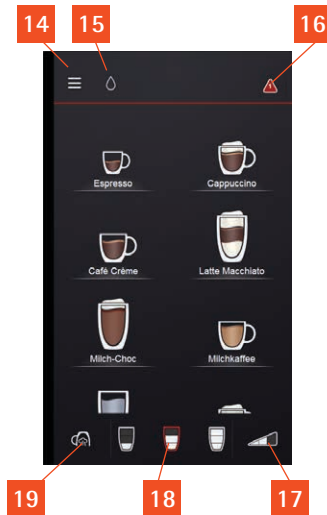 14
15
16
Espresso
Cappuccino
Café Crème
Latte Macchiato
Milch-Choc
Milchkaffee
19
18
17